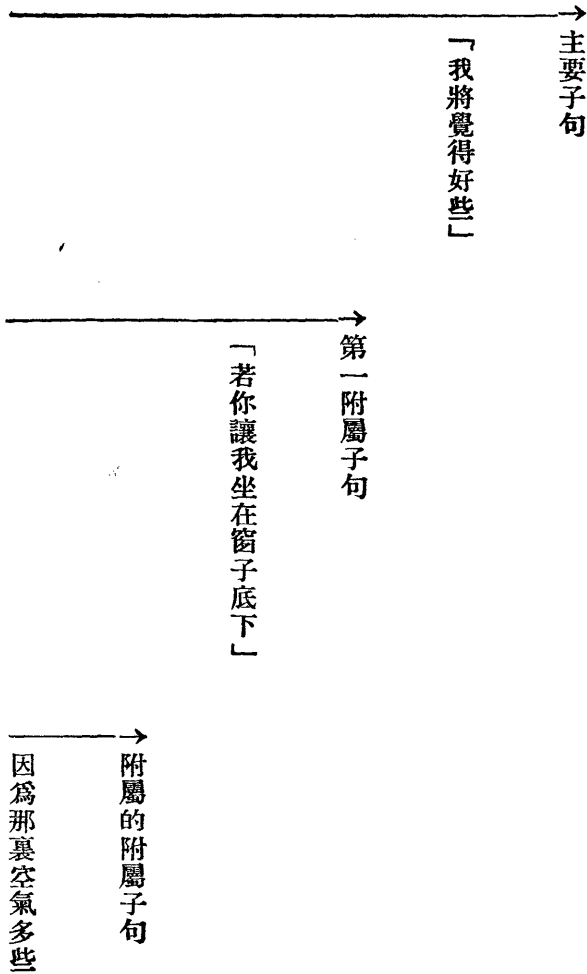 主要子句
「我將覺得好些」
第一附屬子句
「若你讓我坐在窗子底下」
附屬的附屬子句
因爲那裏空氣多些